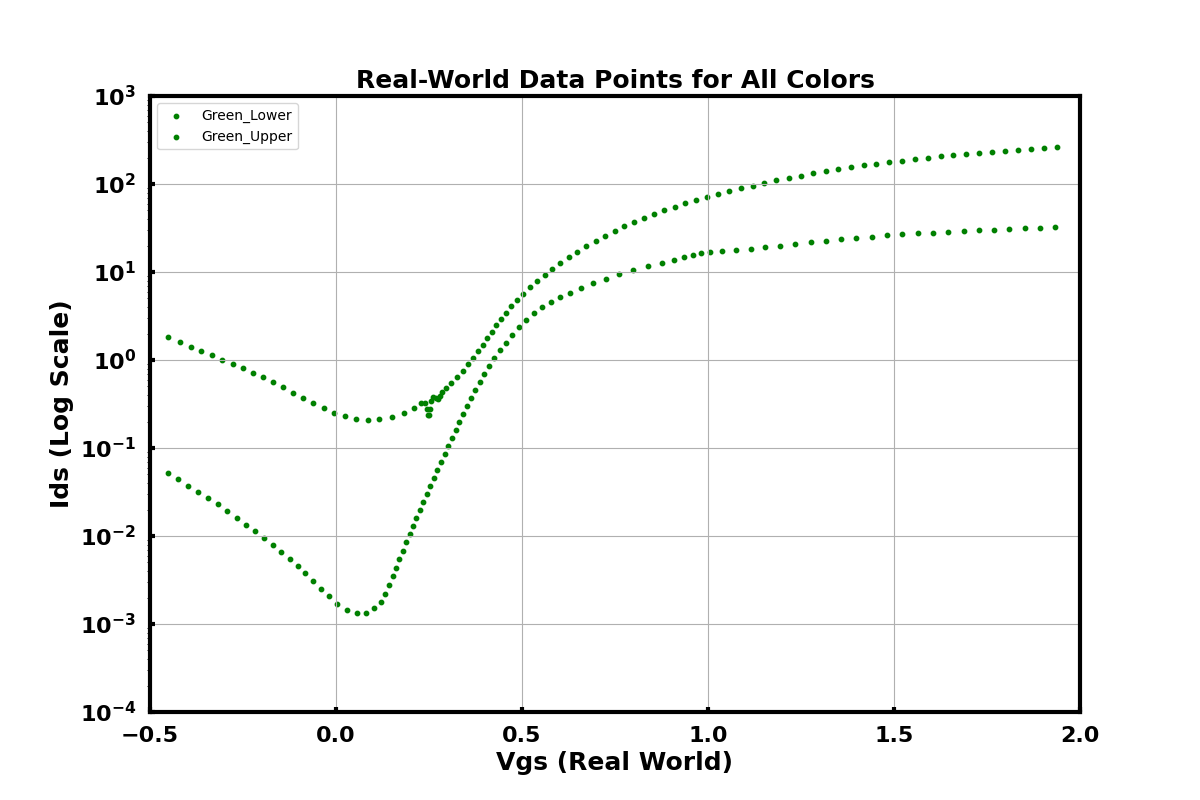 Real-World Data Points for All Colors
Green_Lower
Green_Upper
10³
10²
10¹
10⁰
10⁻¹
10⁻²
10⁻³
10⁻⁴
Ids (Log Scale)
−0.5 0.0 0.5 1.0 1.5 2.0
Vgs (Real World)